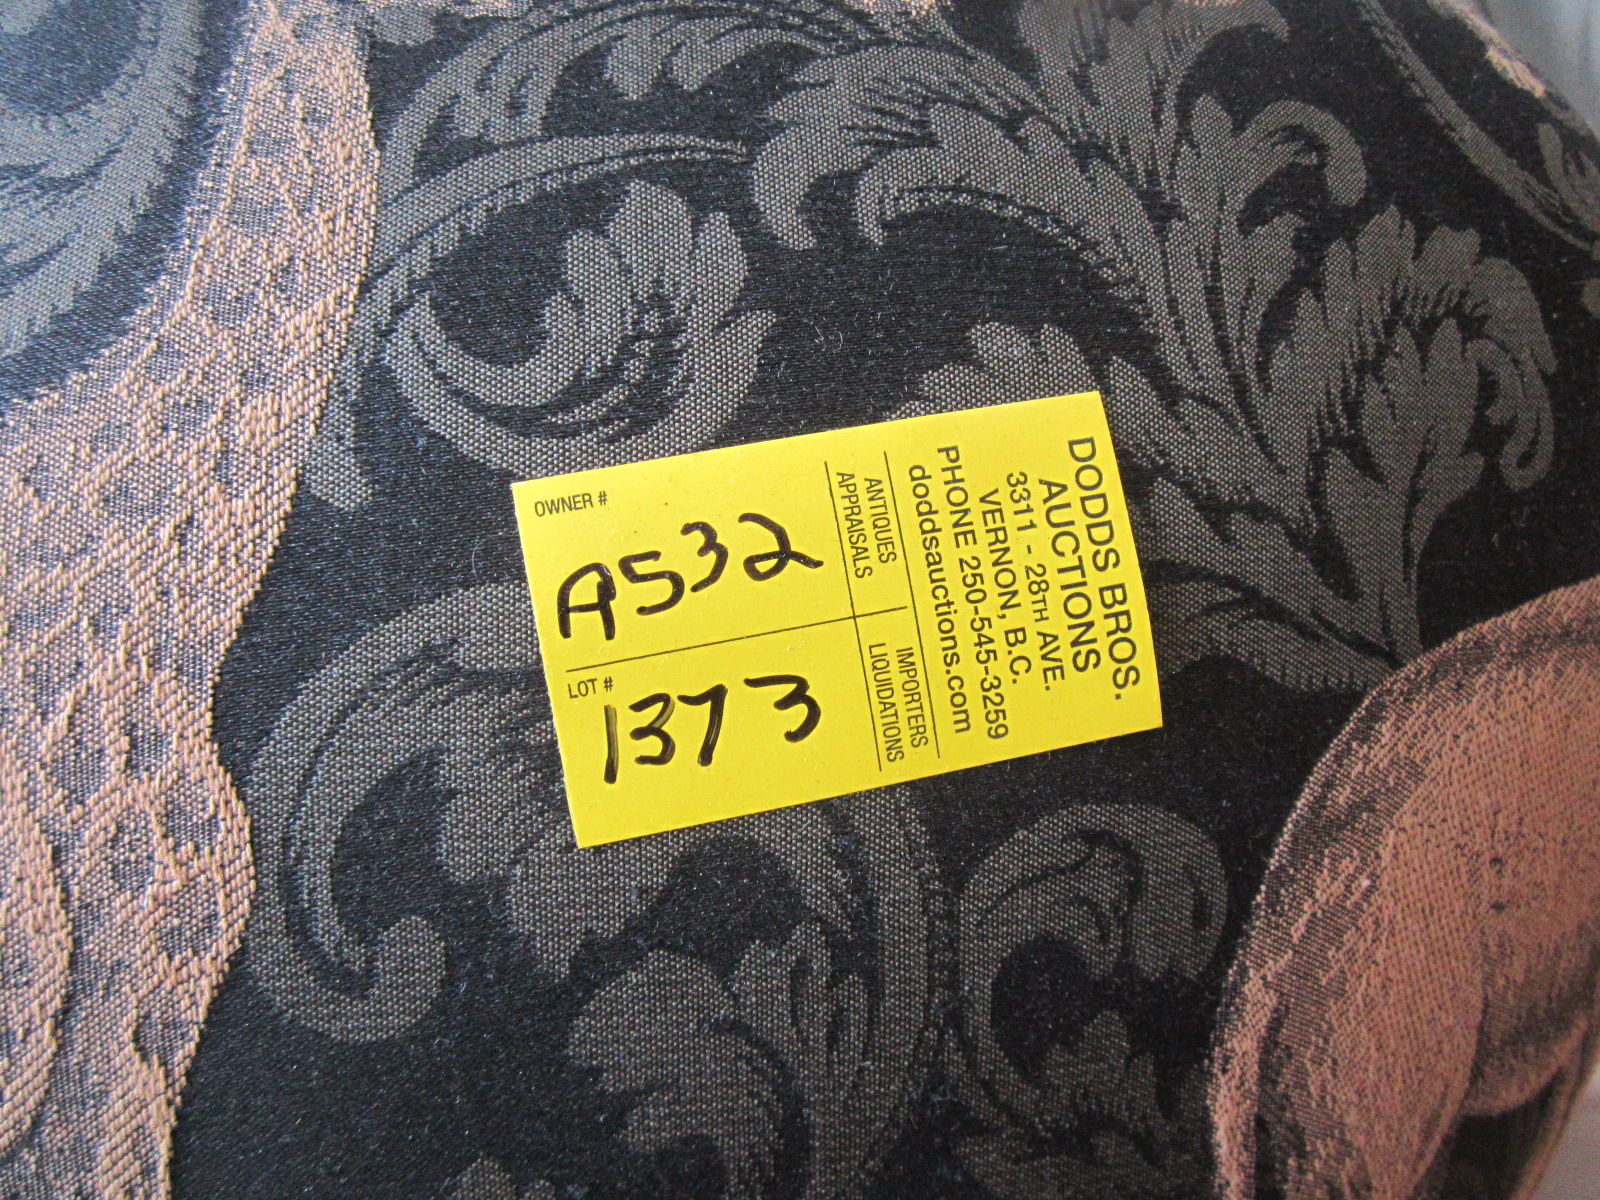 DODDS BROS.
AUCTIONS
3311 - 28TH AVE.
VERNON, B.C.
PHONE 250-545-3259
doddsauctions.com
ANTIQUES
APPRAISALS
IMPORTERS
LIQUIDATIONS
OWNER #
A532
LOT #
1373